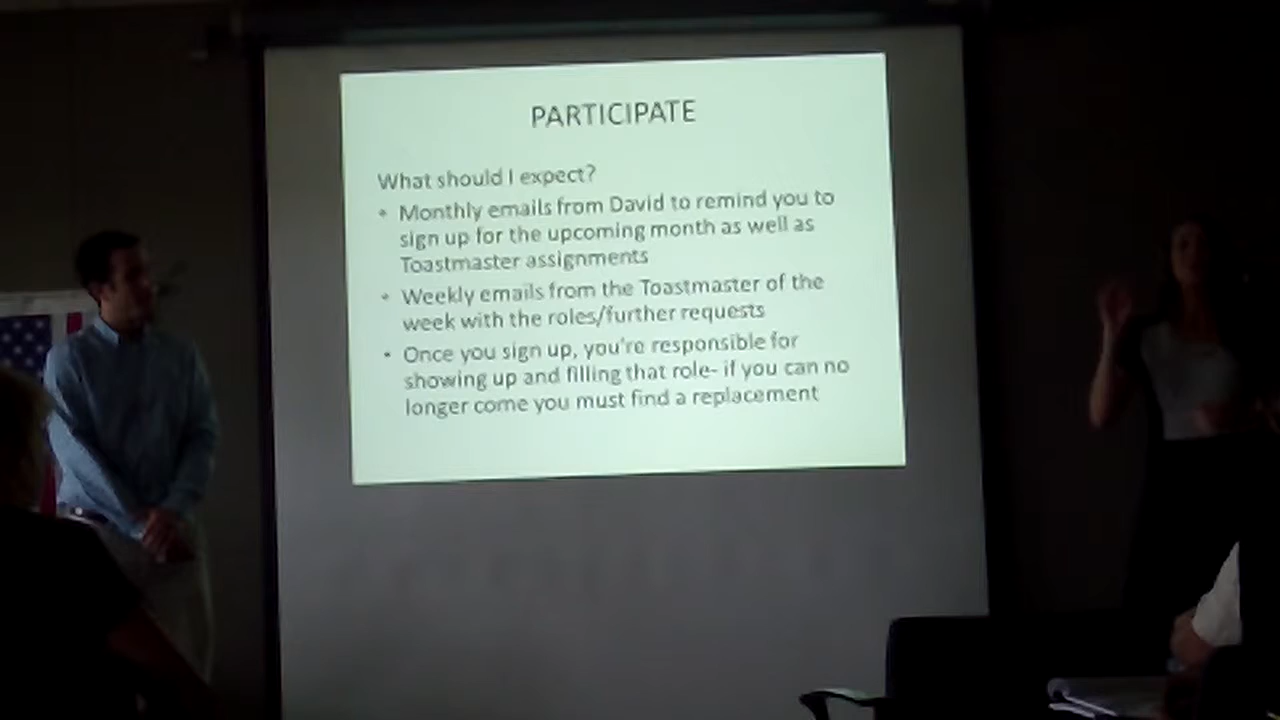 PARTICIPATE
What should I expect?
• Monthly emails from David to remind you to
sign up for the upcoming month as well as
Toastmaster assignments
• Weekly emails from the Toastmaster of the
week with the roles/further requests
• Once you sign up, you're responsible for
showing up and filling that role- if you can no
longer come you must find a replacement